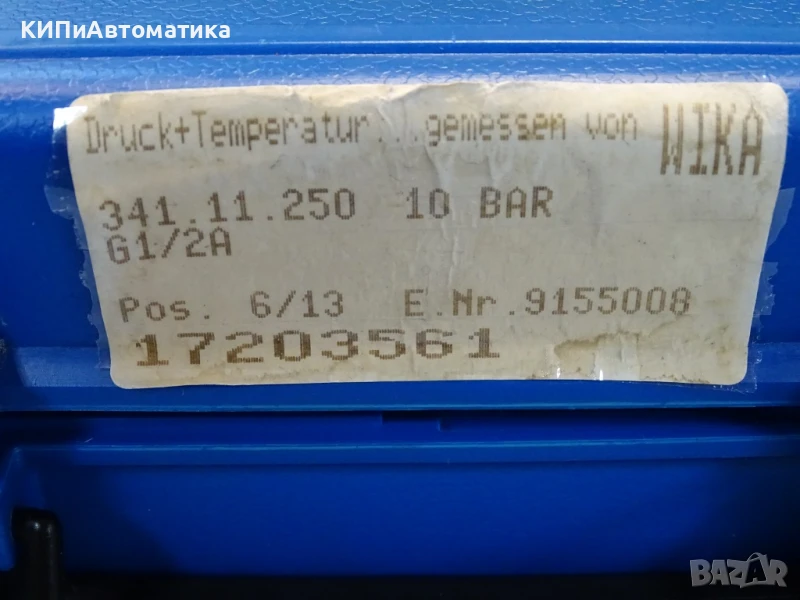 КИПиАвтоматика
Druck+Temperatur...gemessen von WIKA
341.11.250 10 BAR
G1/2A
Pos. 6/13 E.Nr.9155008
17203561
BAZAR